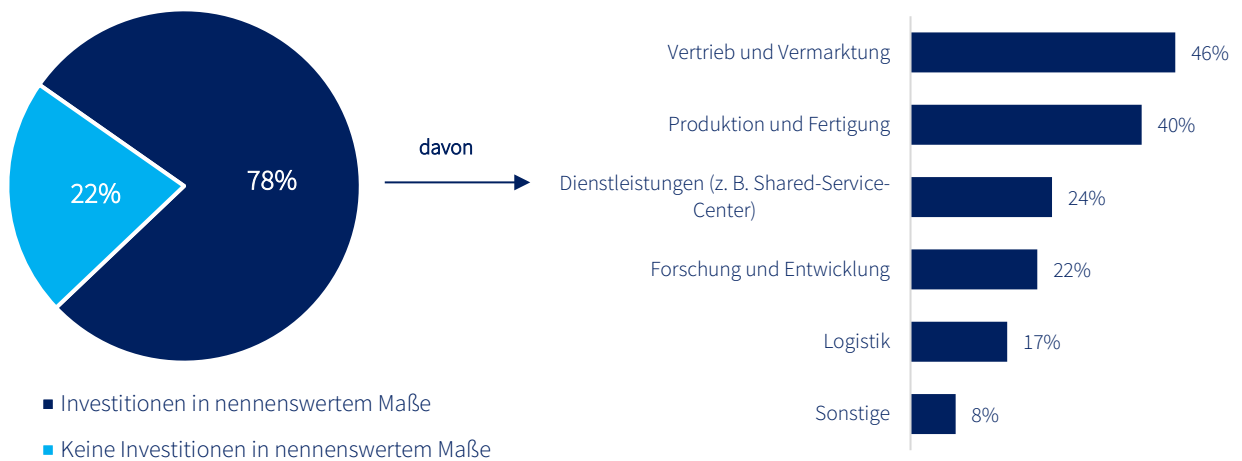 78%
22%
Investitionen in nennenswertem Maße
Keine Investitionen in nennenswertem Maße
davon
Vertrieb und Vermarktung 46%
Produktion und Fertigung 40%
Dienstleistungen (z. B. Shared-Service-
Center) 24%
Forschung und Entwicklung 22%
Logistik 17%
Sonstige 8%